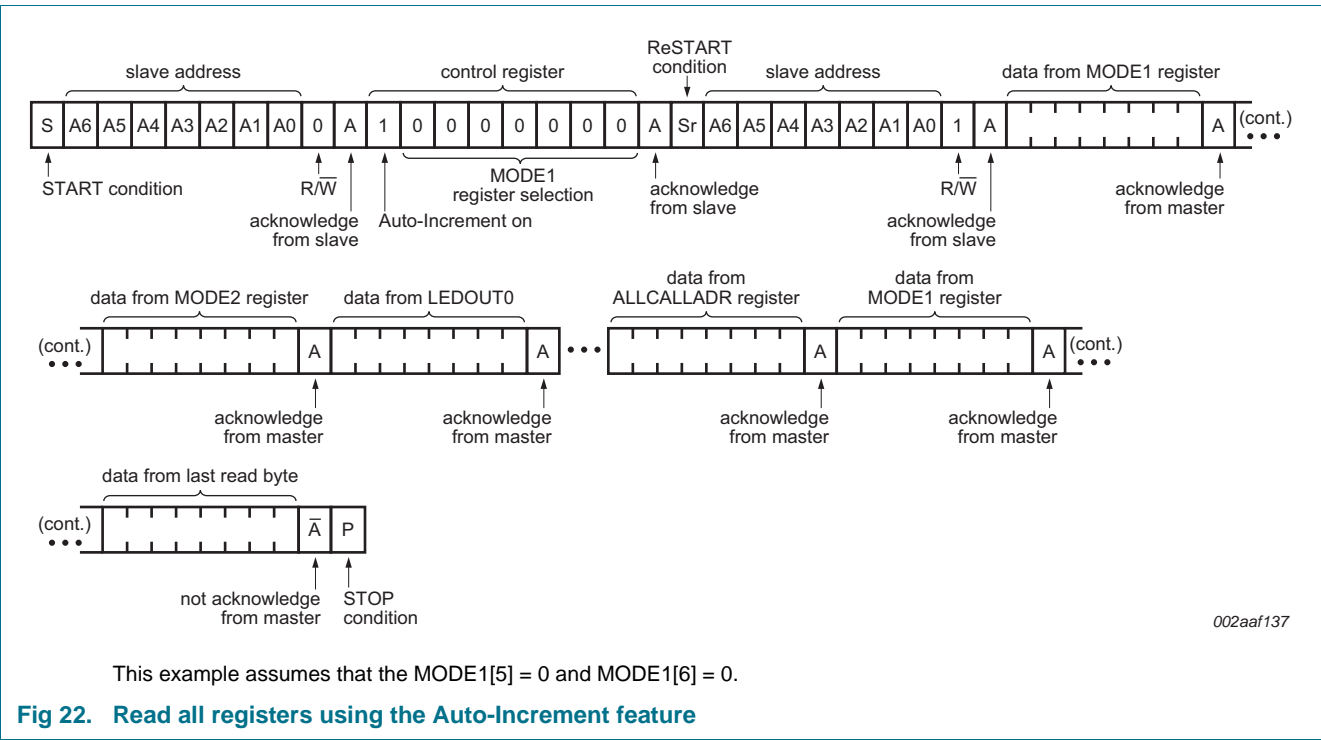 ReSTART
condition
slave address
control register
slave address
data from MODE1 register
S A6 A5 A4 A3 A2 A1 A0 0 A 1 0 0 0 0 0 0 0 A Sr A6 A5 A4 A3 A2 A1 A0 1 A A (cont.)
START condition
R/W̅
acknowledge
from slave
Auto-Increment on
MODE1
register selection
acknowledge
from slave
R/W̅
acknowledge
from slave
acknowledge
from master
data from MODE2 register
data from LEDOUT0
data from
ALLCALLADR register
data from
MODE1 register
(cont.) A A A A (cont.)
acknowledge
from master
acknowledge
from master
acknowledge
from master
acknowledge
from master
data from last read byte
(cont.) A̅ P
not acknowledge
from master
STOP
condition
002aaf137
This example assumes that the MODE1[5] = 0 and MODE1[6] = 0.
Fig 22. Read all registers using the Auto-Increment feature